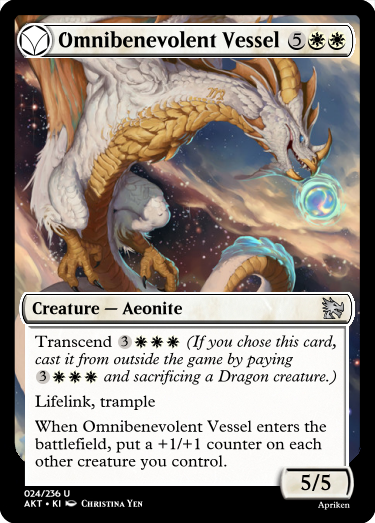 Omnibenevolent Vessel 5
Creature — Aeonite
Transcend 3 (If you chose this card,
cast it from outside the game by paying
3 and sacrificing a Dragon creature.)
Lifelink, trample
When Omnibenevolent Vessel enters the
battlefield, put a +1/+1 counter on each
other creature you control.
5/5
024/236 U
AKT • KI Christina Yen
Apriken